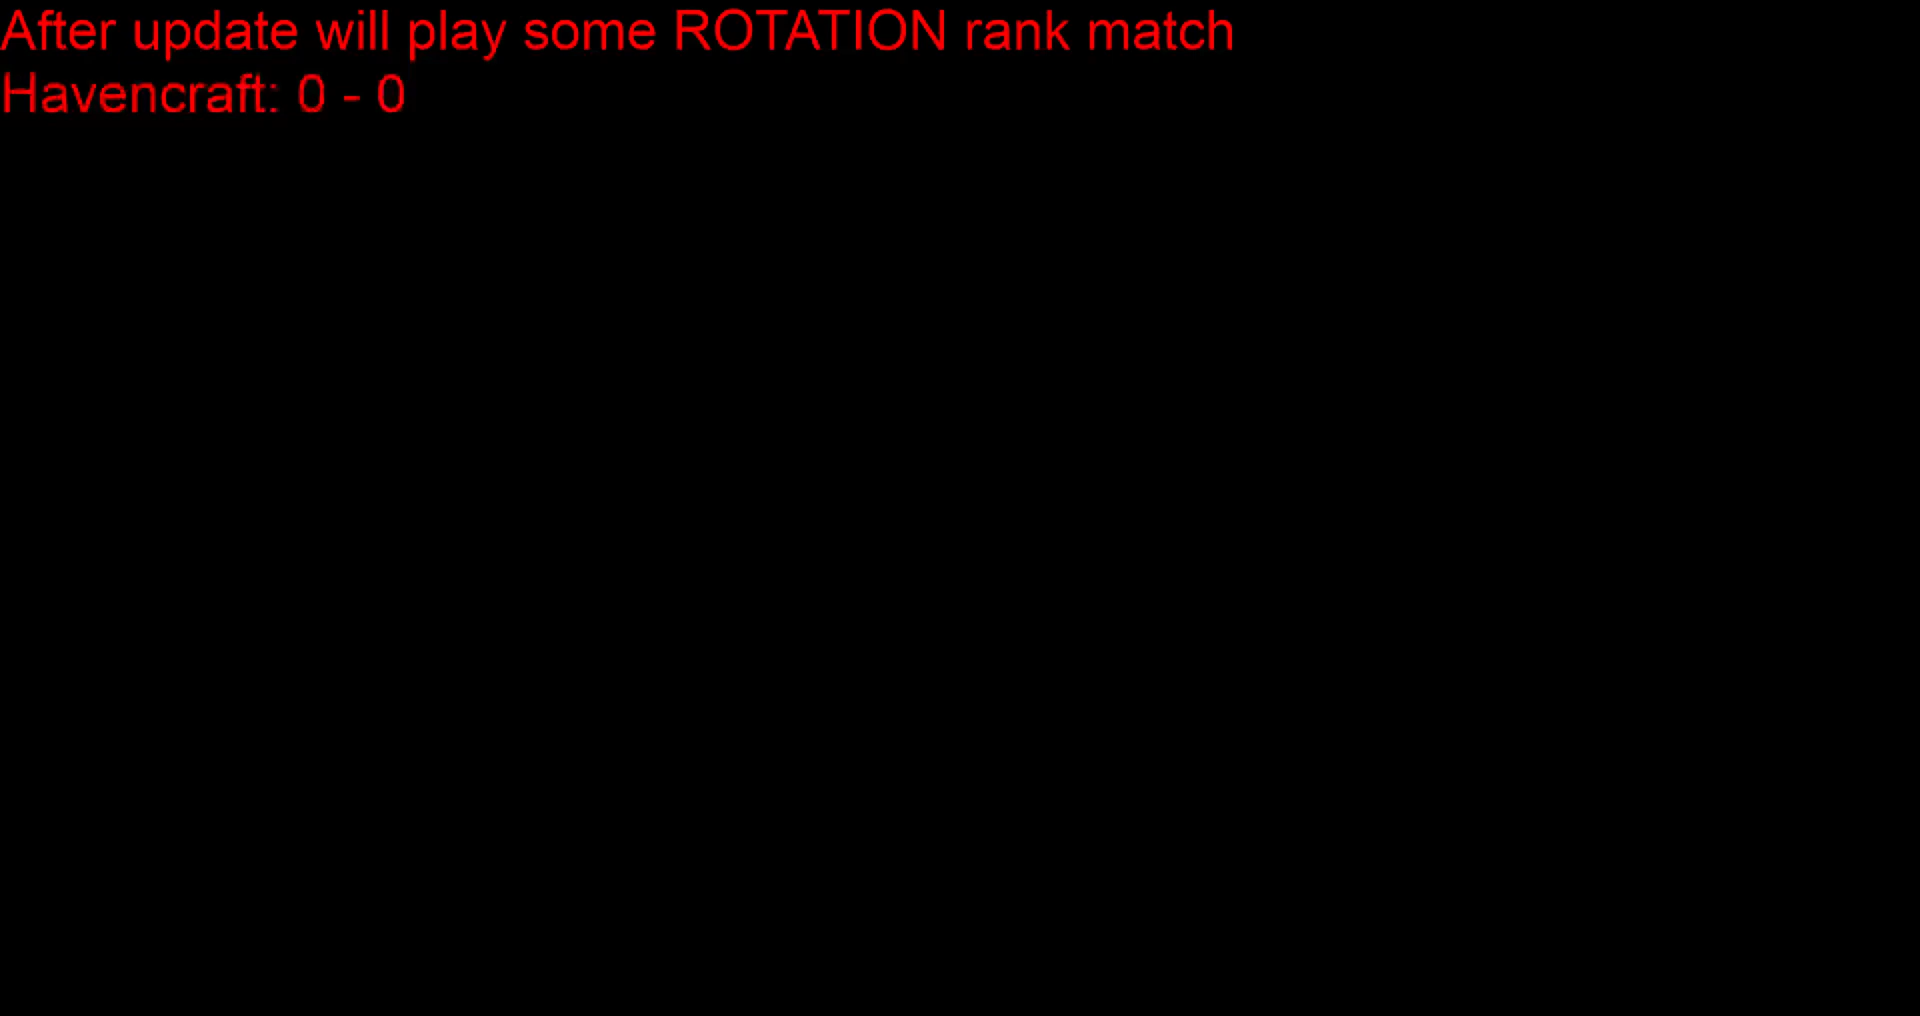 After update will play some ROTATION rank match
Havencraft: 0 - 0